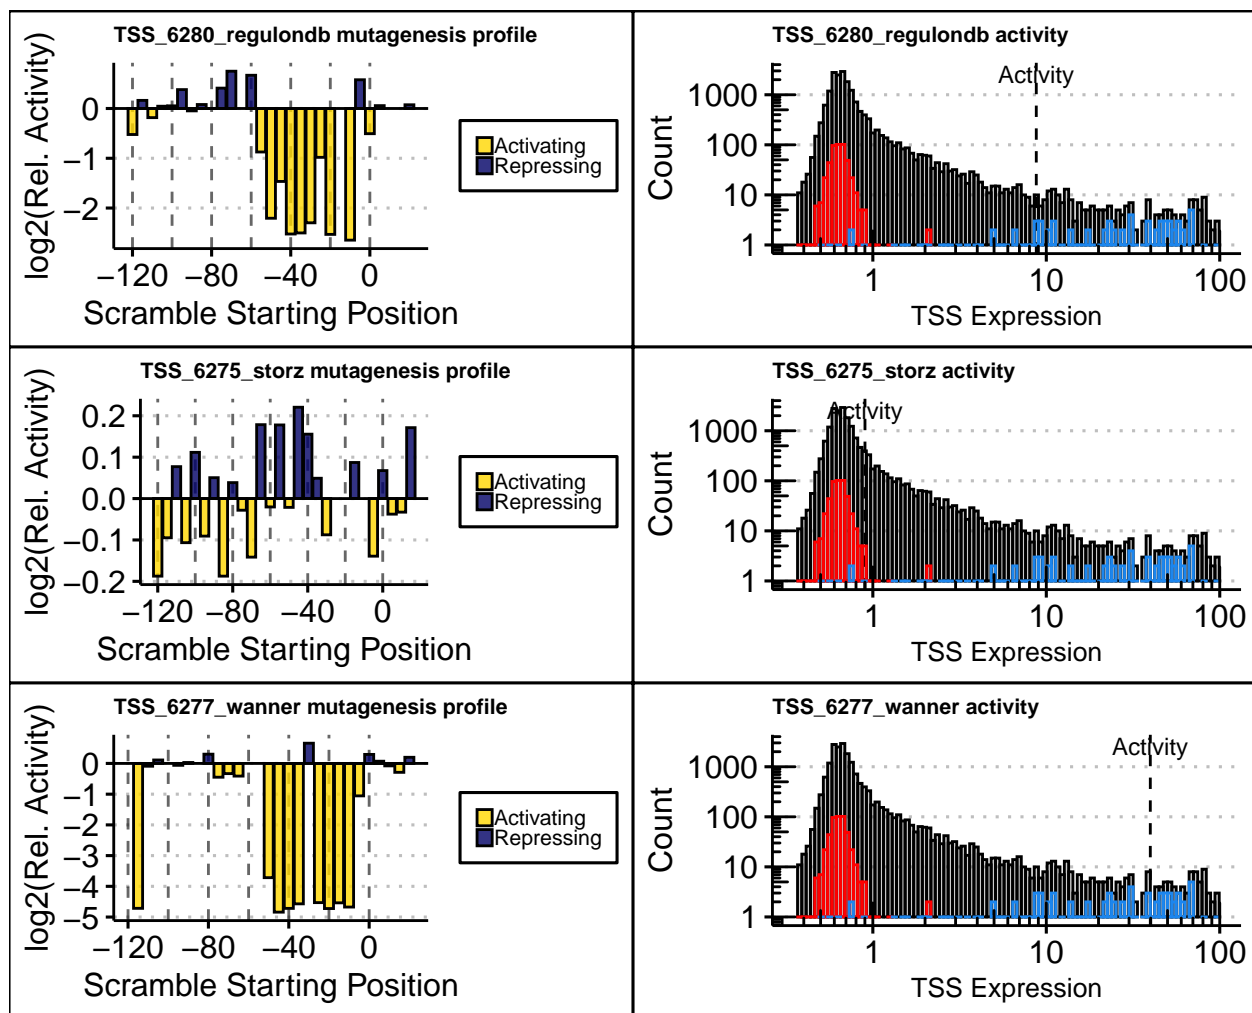 TSS_6280_regulondb mutagenesis profile
log2(Rel. Activity)
0
−1
−2
−120
−80
−40
0
Scramble Starting Position
Activating
Repressing
TSS_6280_regulondb activity
Activity
Count
1000
100
10
1
1
10
100
TSS Expression
TSS_6275_storz mutagenesis profile
log2(Rel. Activity)
0.2
0.1
0.0
−0.1
−0.2
−120
−80
−40
0
Scramble Starting Position
Activating
Repressing
TSS_6275_storz activity
Activity
Count
1000
100
10
1
1
10
100
TSS Expression
TSS_6277_wanner mutagenesis profile
log2(Rel. Activity)
0
−1
−2
−3
−4
−5
−120
−80
−40
0
Scramble Starting Position
Activating
Repressing
TSS_6277_wanner activity
Activity
Count
1000
100
10
1
1
10
100
TSS Expression